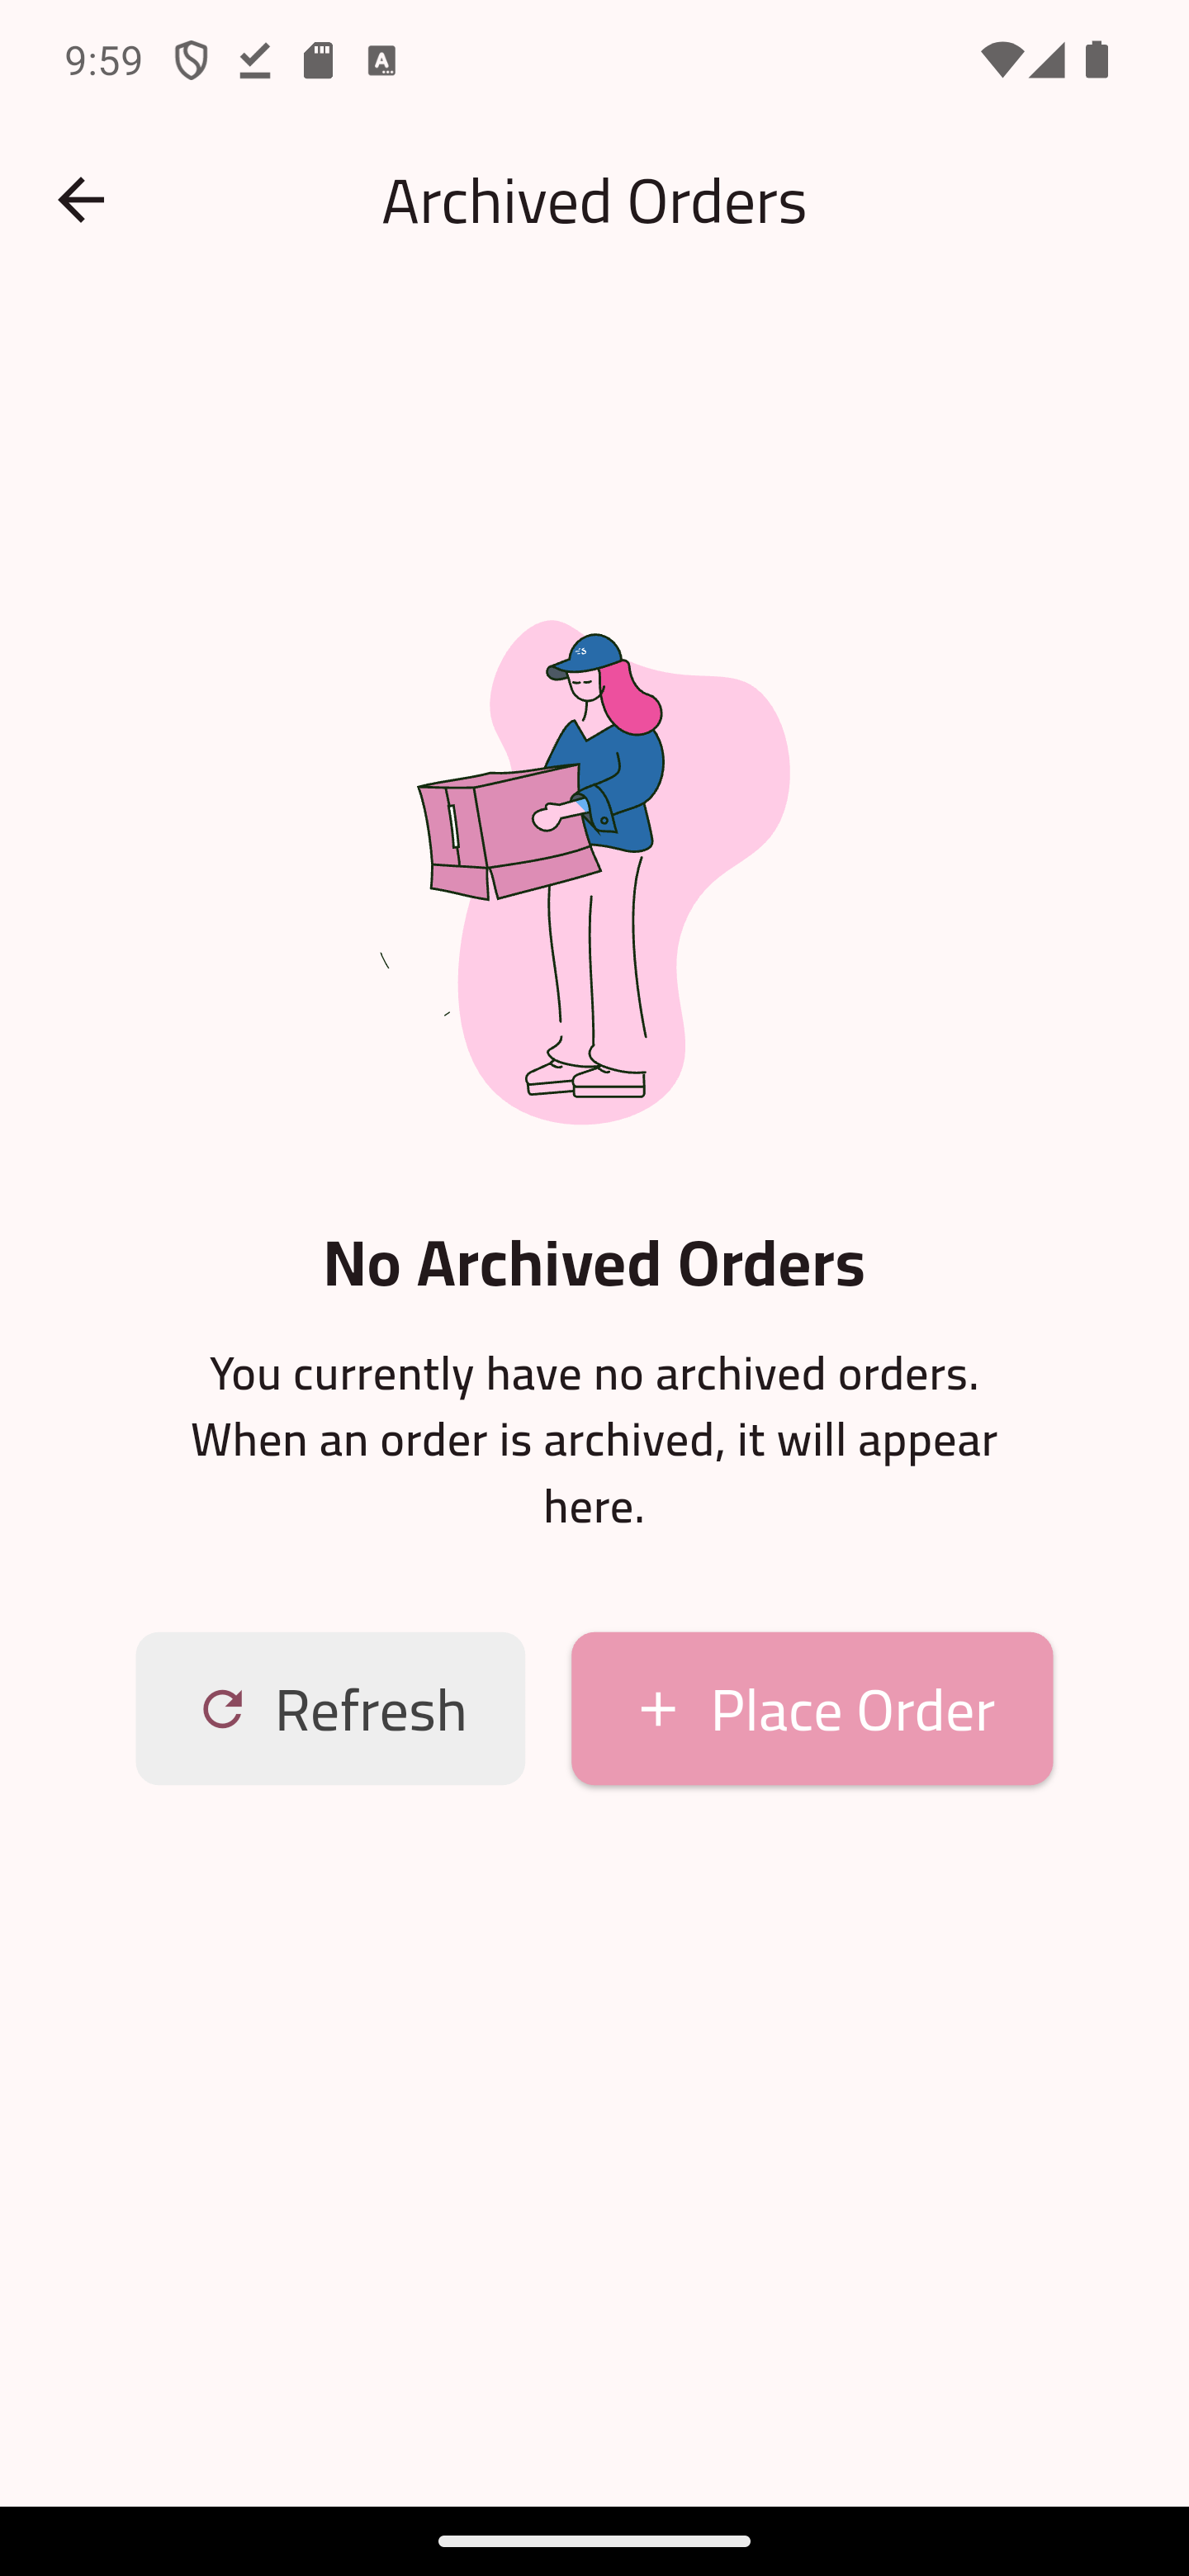 9:59
Archived Orders
No Archived Orders
You currently have no archived orders.
When an order is archived, it will appear
here.
Refresh
Place Order